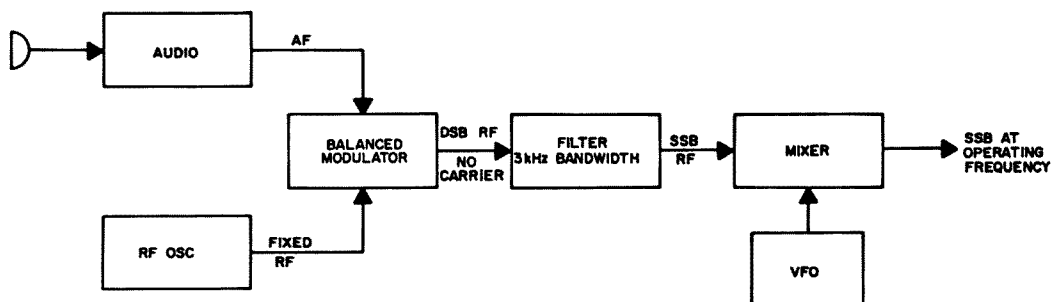 AUDIO
AF
BALANCED
MODULATOR
DSB RF
NO
CARRIER
FILTER
3kHz BANDWIDTH
SSB
RF
MIXER
SSB AT
OPERATING
FREQUENCY
RF OSC
FIXED
RF
VFO